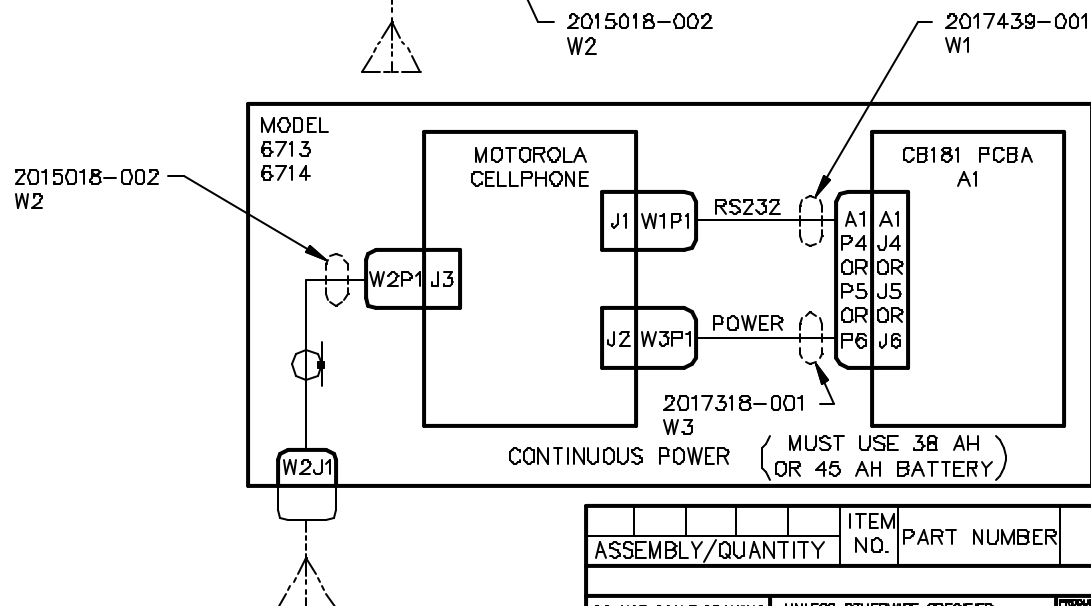 2015018-002
W2
2017439-001
W1
MODEL
6713
6714
MOTOROLA
CELLPHONE
CB181 PCBA
A1
2015018-002
W2
J1
W1P1
RS232
A1
P4
OR
P5
OR
P6
A1
J4
OR
J5
OR
J6
W2P1
J3
J2
W3P1
POWER
2017318-001
W3
CONTINUOUS POWER
(MUST USE 38 AH
OR 45 AH BATTERY)
W2J1
ASSEMBLY/QUANTITY
ITEM
NO.
PART NUMBER
UNLESS OTHERWISE SPECIFIED